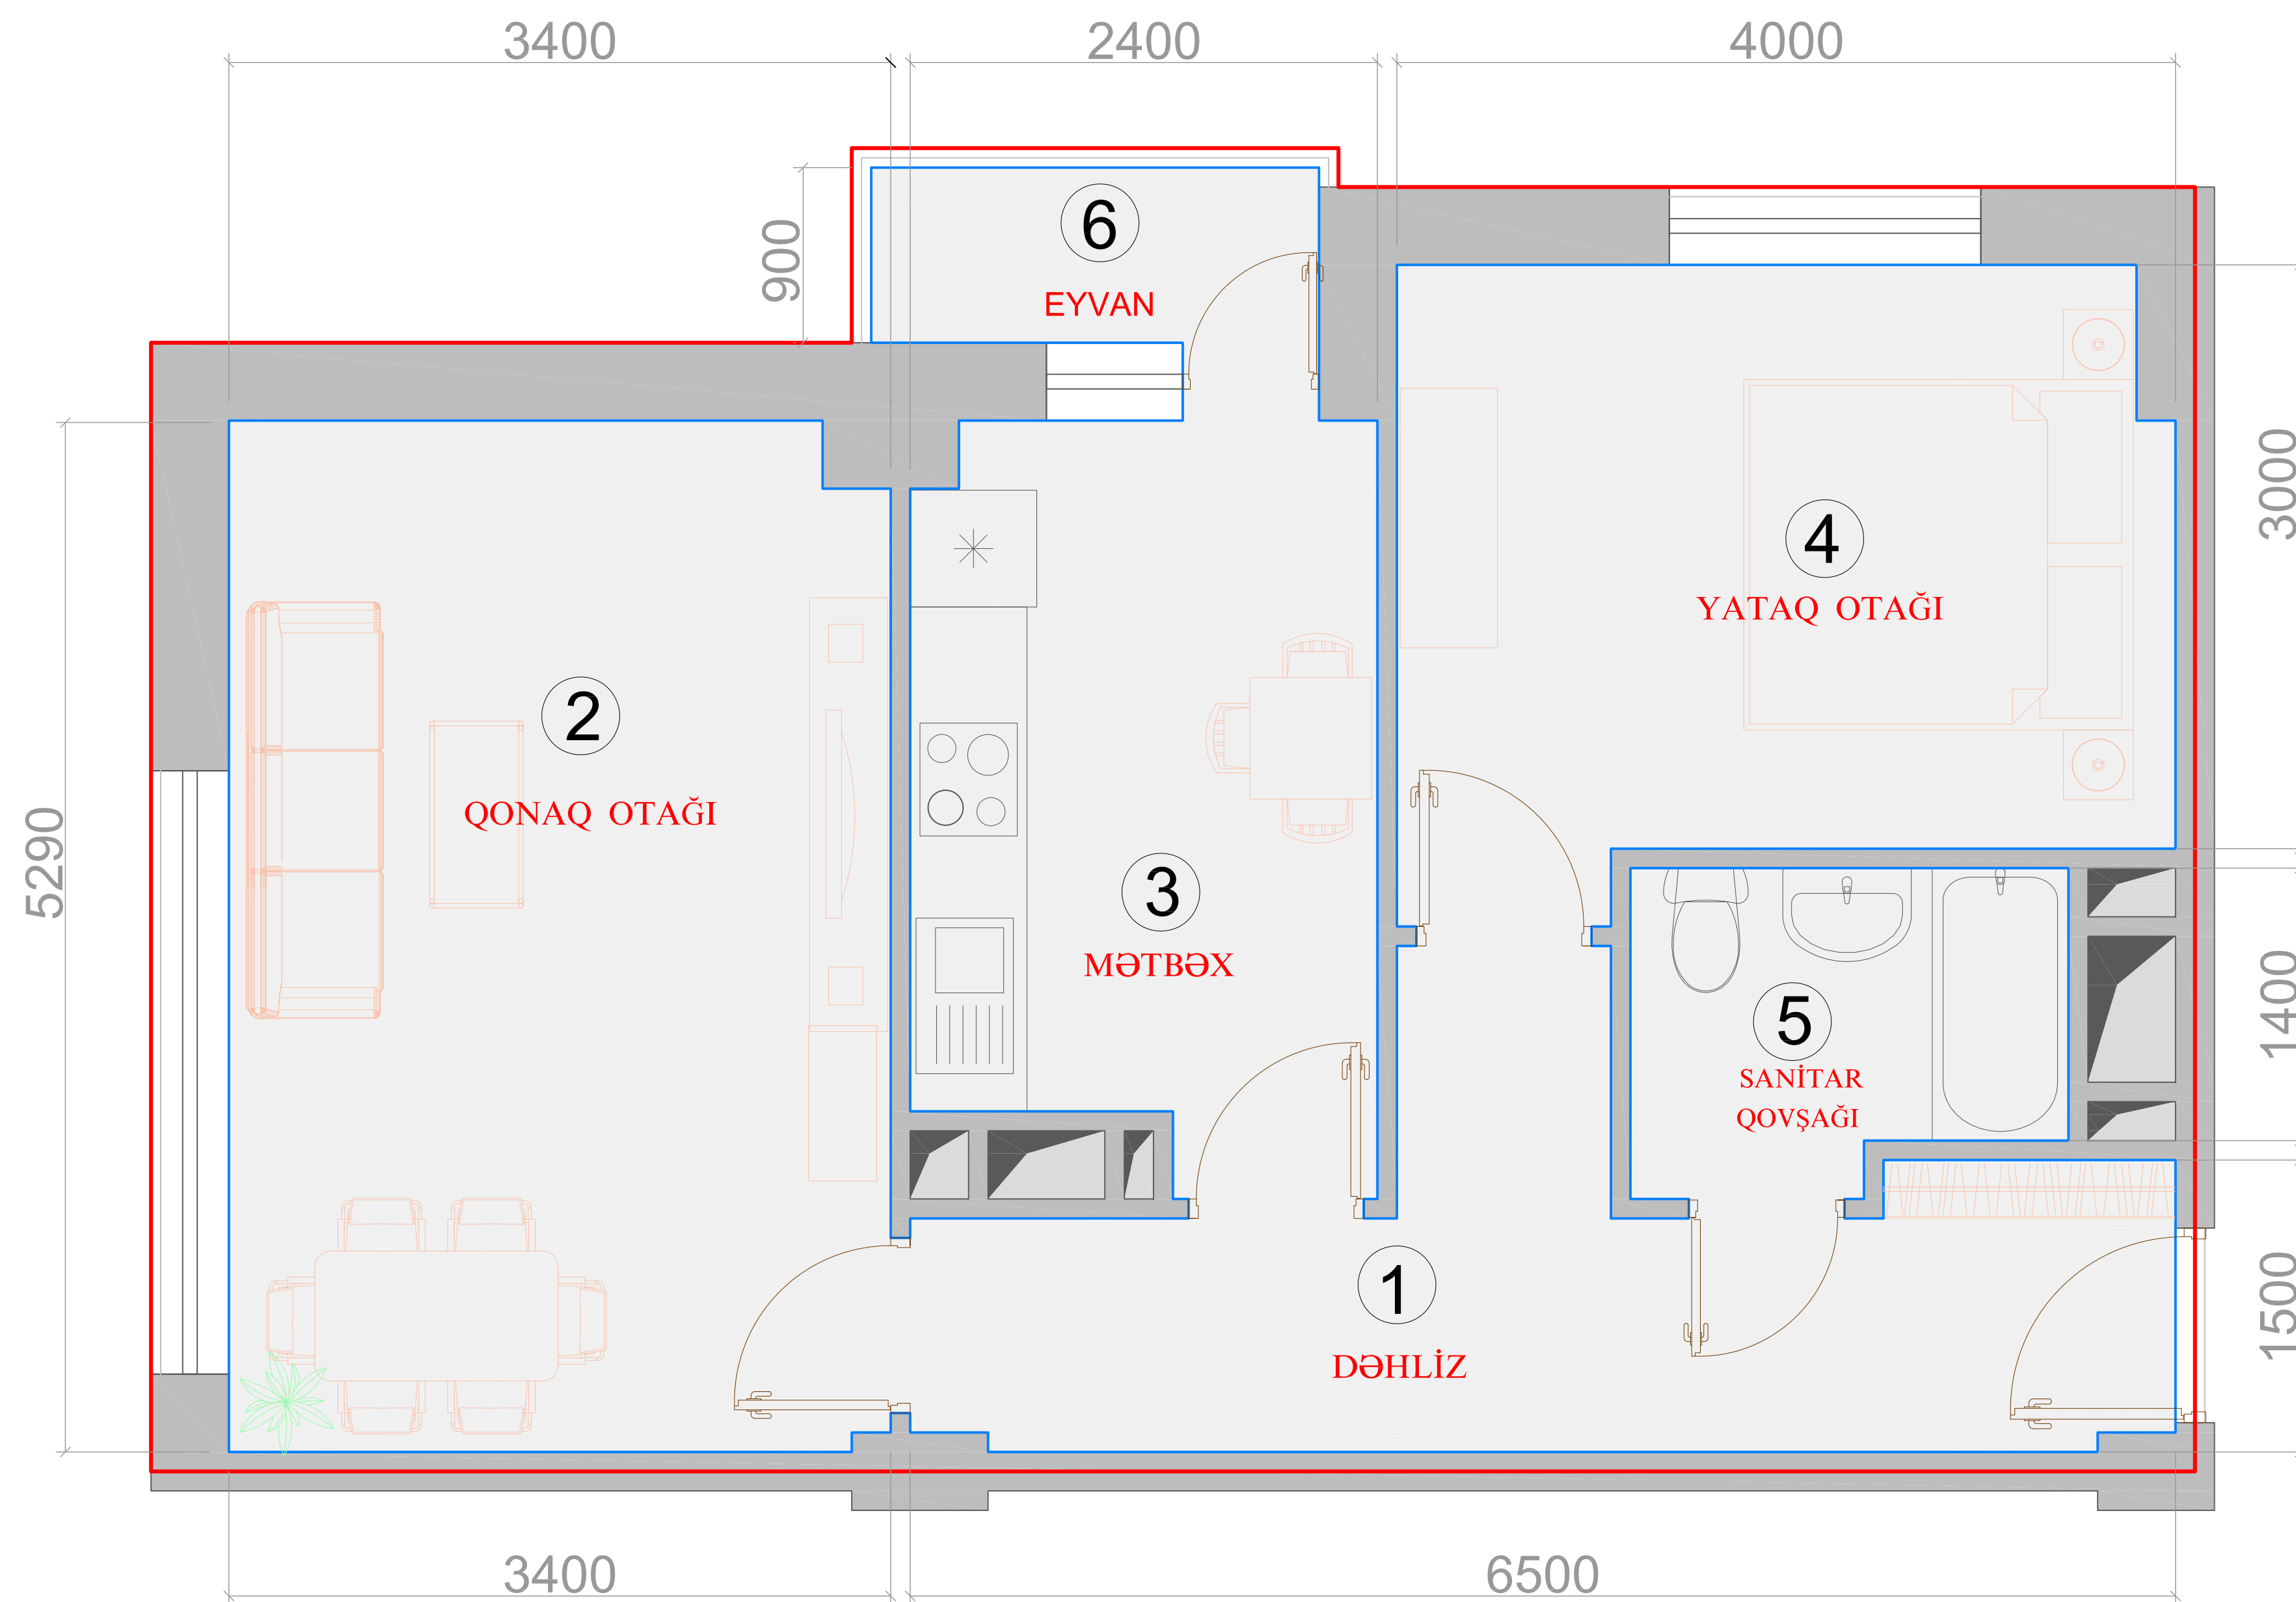 3400
2400
4000
900
6
EYVAN
5290
3000
4
YATAQ OTAĞI
2
QONAQ OTAĞI
3
MƏTBƏX
1400
5
SANİTAR
QOVŞAĞI
1500
1
DƏHLİZ
3400
6500